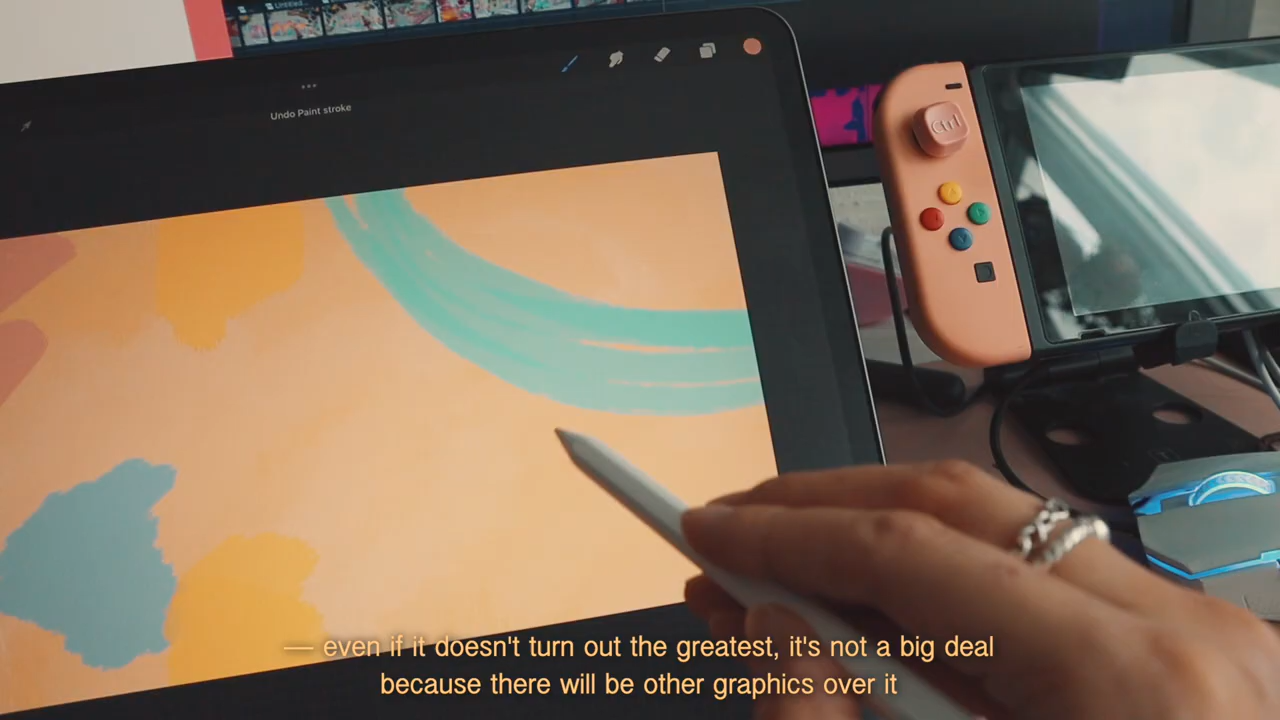 Untitled
Undo Paint stroke
Ctrl
— even if it doesn't turn out the greatest, it's not a big deal
because there will be other graphics over it